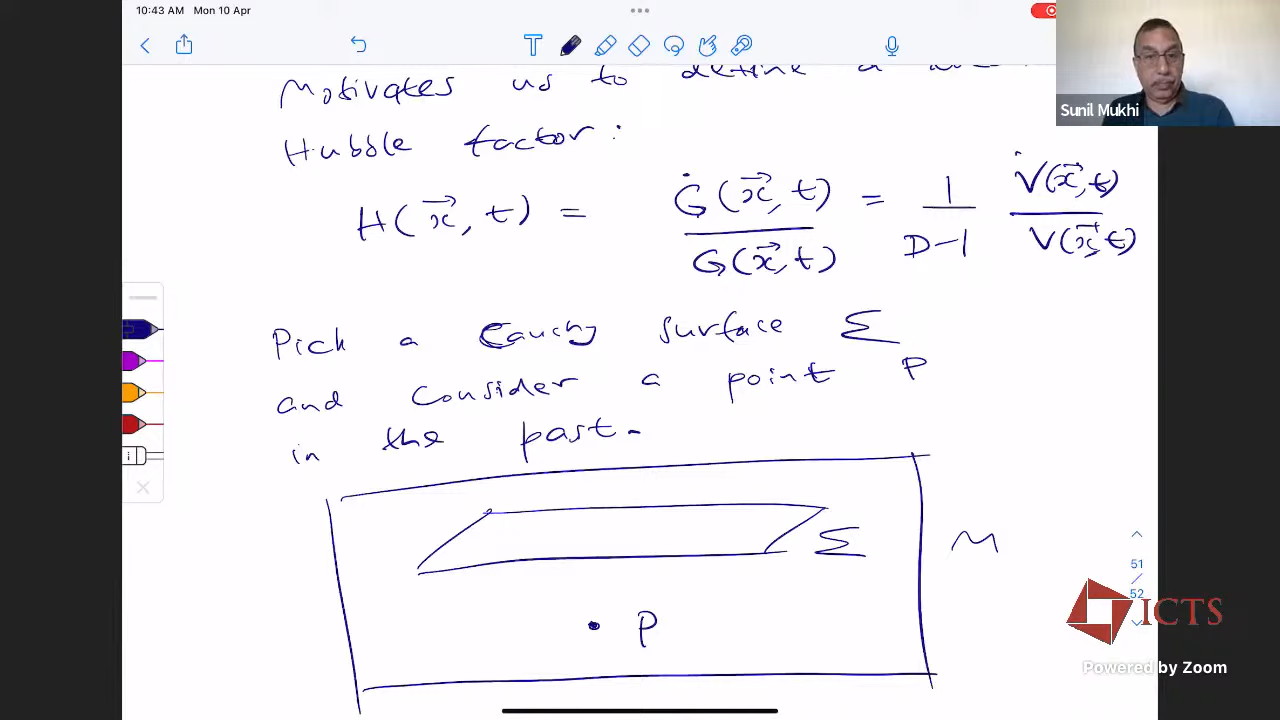 10:43 AM Mon 10 Apr
Sunil Mukhi
Motivates us to define a
Hubble factor:
H(x⃗, t) = Ġ(x⃗, t) / G(x⃗, t) = 1/(D-1) V̇(x⃗, t) / V(x⃗, t)
Pick a Cauchy surface Σ
and consider a point P
in the past.
Σ
M
P
51
/
52
ICTS
Powered by Zoom